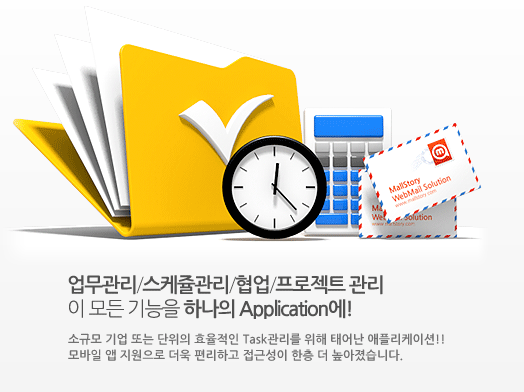 MailStory
WebMail Solution
www.mailstory.com
업무관리/스케쥴관리/협업/프로젝트 관리
이 모든 기능을 하나의 Application에!
소규모 기업 또는 단위의 효율적인 Task관리를 위해 태어난 애플리케이션!!
모바일 앱 지원으로 더욱 편리하고 접근성이 한층 더 높아졌습니다.